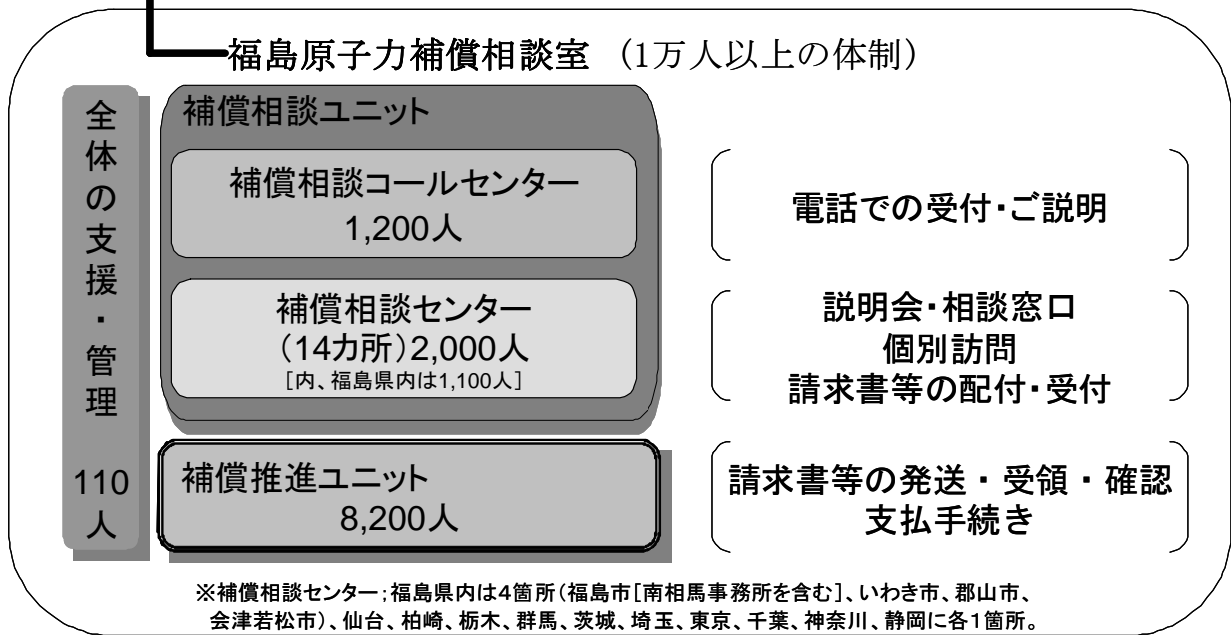 福島原子力補償相談室 (1万人以上の体制)
全体の支援・管理
110
人
補償相談ユニット
補償相談コールセンター
1,200人
電話での受付・ご説明
補償相談センター
(14カ所)2,000人
[内、福島県内は1,100人]
説明会・相談窓口
個別訪問
請求書等の配付・受付
補償推進ユニット
8,200人
請求書等の発送・受領・確認
支払手続き
※補償相談センター;福島県内は4箇所(福島市[南相馬事務所を含む]、いわき市、郡山市、
会津若松市)、仙台、柏崎、栃木、群馬、茨城、埼玉、東京、千葉、神奈川、静岡に各1箇所。